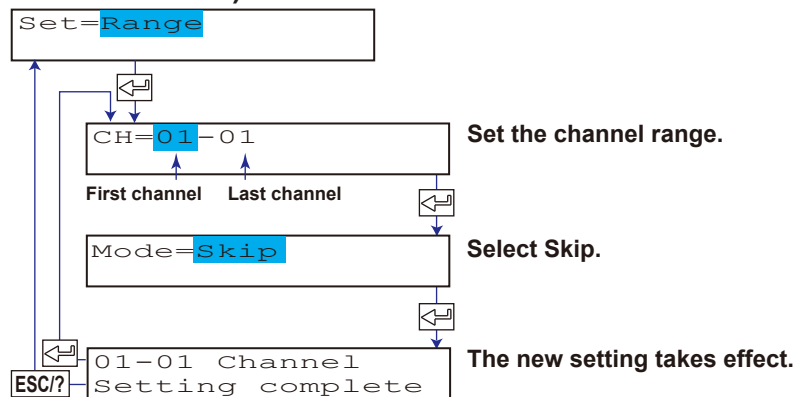 Set=Range
CH=01-01
Set the channel range.
First channel Last channel
Mode=Skip
Select Skip.
01-01 Channel
Setting complete
The new setting takes effect.
ESC/?